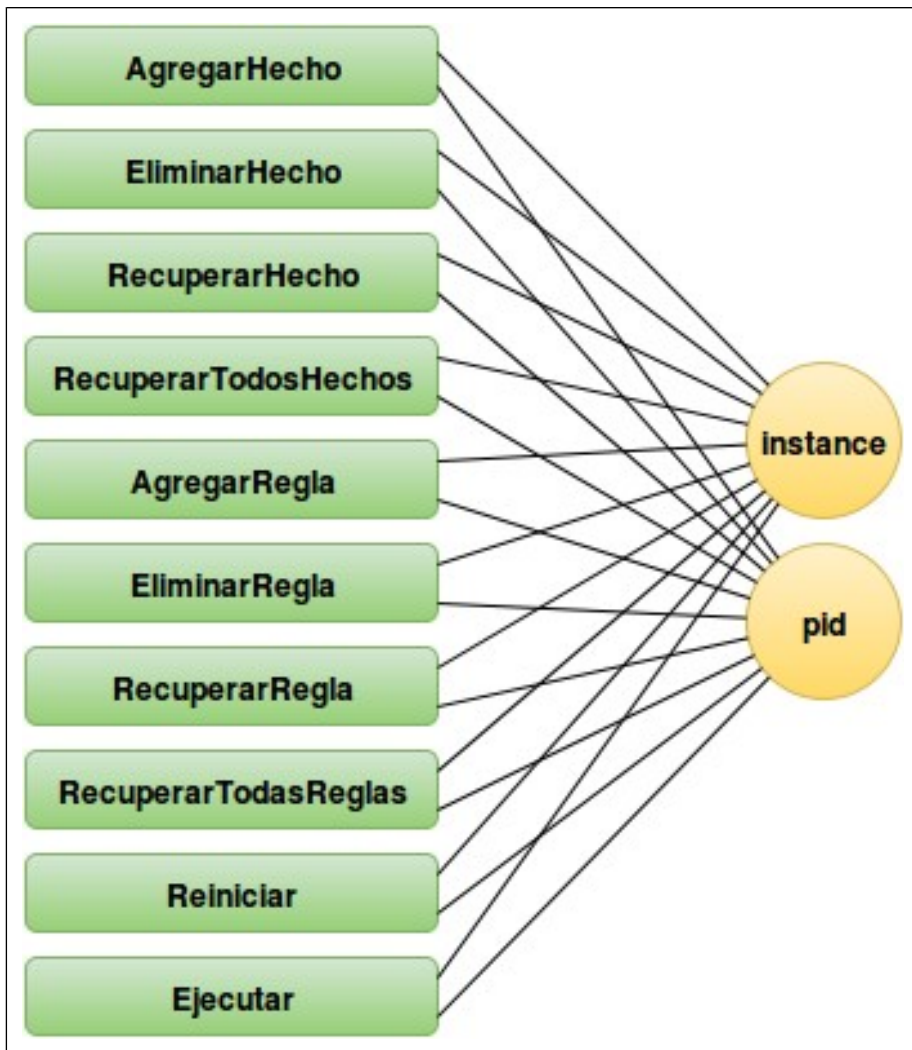 AgregarHecho
EliminarHecho
RecuperarHecho
RecuperarTodosHechos
AgregarRegla
EliminarRegla
RecuperarRegla
RecuperarTodasReglas
Reiniciar
Ejecutar
instance
pid